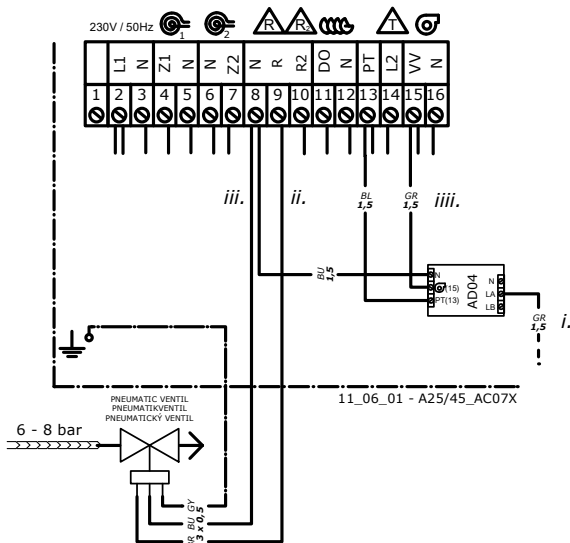 230V / 50Hz
1
2
R
R2
T
L1 N Z1 N N Z2 N R R2 DO N PT L2 VV N
1 2 3 4 5 6 7 8 9 10 11 12 13 14 15 16
iii.
ii.
BL
1,5
GR
1,5
iiii.
BU
1,5
N
(15)
PT(13)
AD04
N
LA
LB
GR
1,5
i.
11_06_01 - A25/45_AC07X
PNEUMATIC VENTIL
PNEUMATIKVENTIL
PNEUMATICKÝ VENTIL
6 - 8 bar
GY
BU
BR
3 x 0,5